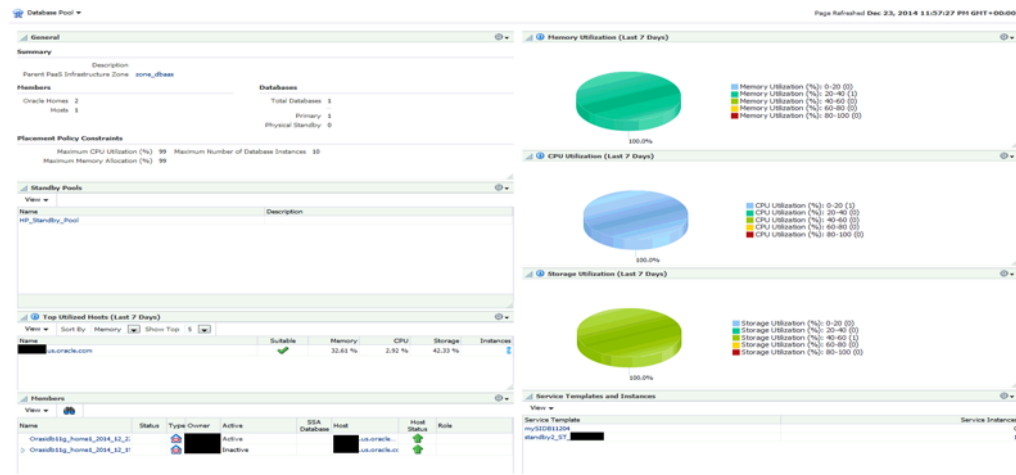 Database Pool
Page Refreshed Dec 23, 2014 11:57:27 PM GMT+00:00
General
Summary
Description
Parent PaaS Infrastructure Zone zone_dbaas
Members
Oracle Homes 2
Hosts 1
Databases
Total Databases 1
Primary 1
Physical Standby 0
Placement Policy Constraints
Maximum CPU Utilization (%) 99 Maximum Number of Database Instances 10
Maximum Memory Allocation (%) 99
Standby Pools
View
Name Description
HP_Standby_Pool
Top Utilized Hosts (Last 7 Days)
View Sort By Memory Show Top 5
Name Suitable Memory CPU Storage Instances
us.oracle.com 32.61 % 2.92 % 42.33 %
Members
View
Name Status Type Owner Active SSA Database Host Host Status Role
Orasidb11g_home1_2014_12_2 Active .us.oracle...
Orasidb11g_home1_2014_12_1 Inactive .us.oracle.co
Memory Utilization (Last 7 Days)
Memory Utilization (%): 0-20 (0)
Memory Utilization (%): 20-40 (1)
Memory Utilization (%): 40-60 (0)
Memory Utilization (%): 60-80 (0)
Memory Utilization (%): 80-100 (0)
100.0%
CPU Utilization (Last 7 Days)
CPU Utilization (%): 0-20 (1)
CPU Utilization (%): 20-40 (0)
CPU Utilization (%): 40-60 (0)
CPU Utilization (%): 60-80 (0)
CPU Utilization (%): 80-100 (0)
100.0%
Storage Utilization (Last 7 Days)
Storage Utilization (%): 0-20 (0)
Storage Utilization (%): 20-40 (0)
Storage Utilization (%): 40-60 (1)
Storage Utilization (%): 60-80 (0)
Storage Utilization (%): 80-100 (0)
100.0%
Service Templates and Instances
View
Service Template Service Instances
mySIDB11204 0
standby2_ST_ 1